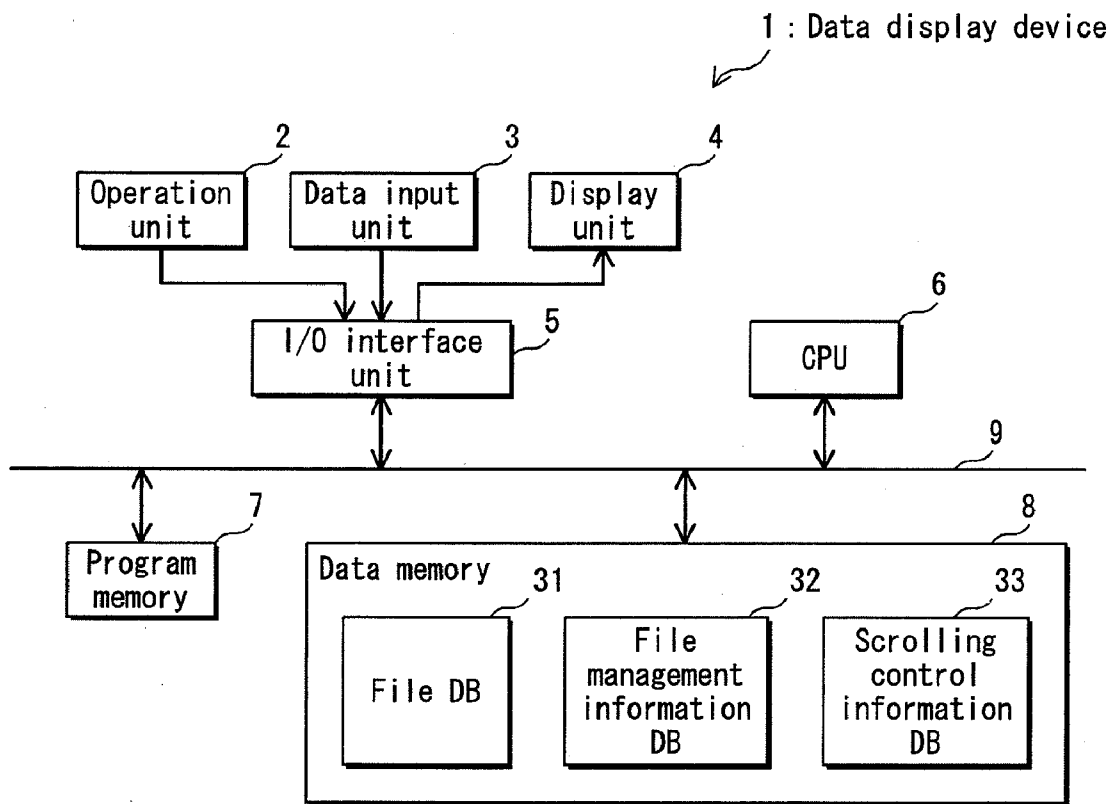 1 : Data display device
2
3
4
Operation
unit
Data input
unit
Display
unit
5
6
I/O interface
unit
CPU
9
7
8
Program
memory
Data memory
31
32
33
File DB
File
management
information
DB
Scrolling
control
information
DB